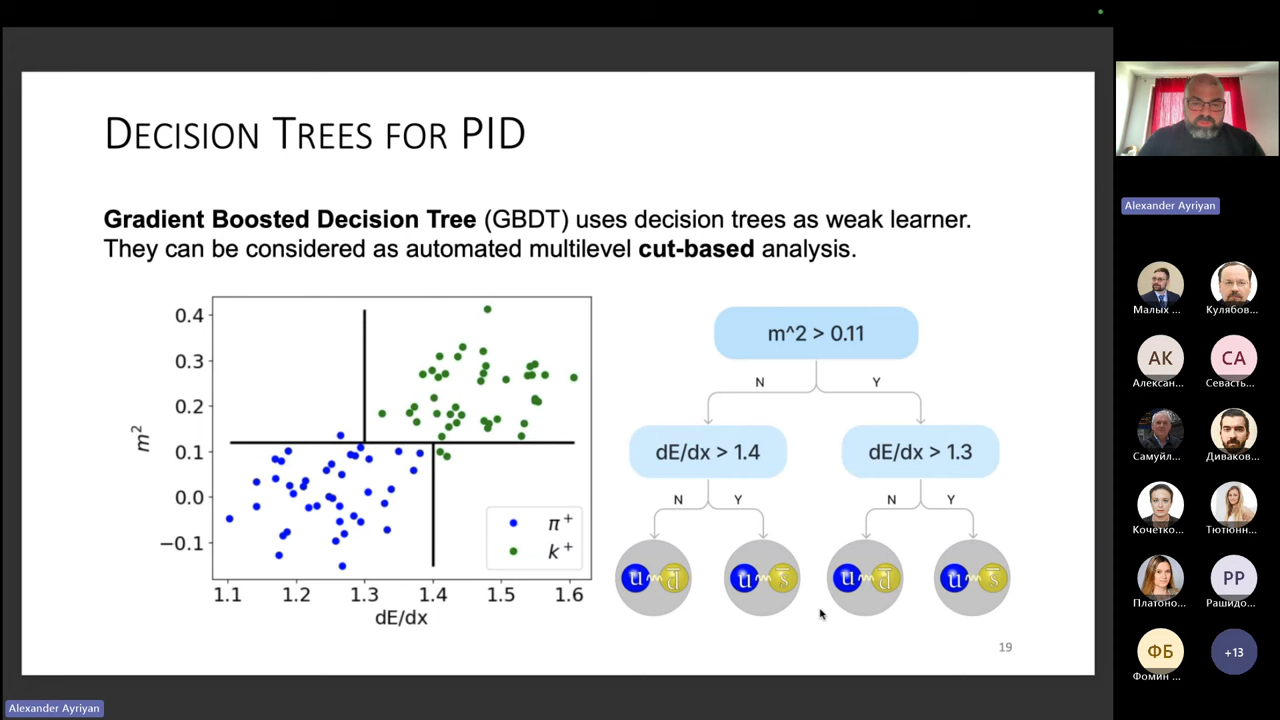 DECISION TREES FOR PID
Gradient Boosted Decision Tree (GBDT) uses decision trees as weak learner.
They can be considered as automated multilevel cut-based analysis.
0.4
0.3
0.2
0.1
0.0
−0.1
m²
1.1 1.2 1.3 1.4 1.5 1.6
dE/dx
π⁺
k⁺
m^2 > 0.11
N Y
dE/dx > 1.4 dE/dx > 1.3
N Y N Y
u d̄ u s̄ u d̄ u s̄
19
Alexander Ayriyan
Alexander Ayriyan
Малых ... Кулябов...
АК СА
Алексан... Севасть...
Самуйл... Диваков...
Кочетко... Тютюнн...
РР
Платоно... Рашидо...
ФБ +13
Фомин ...